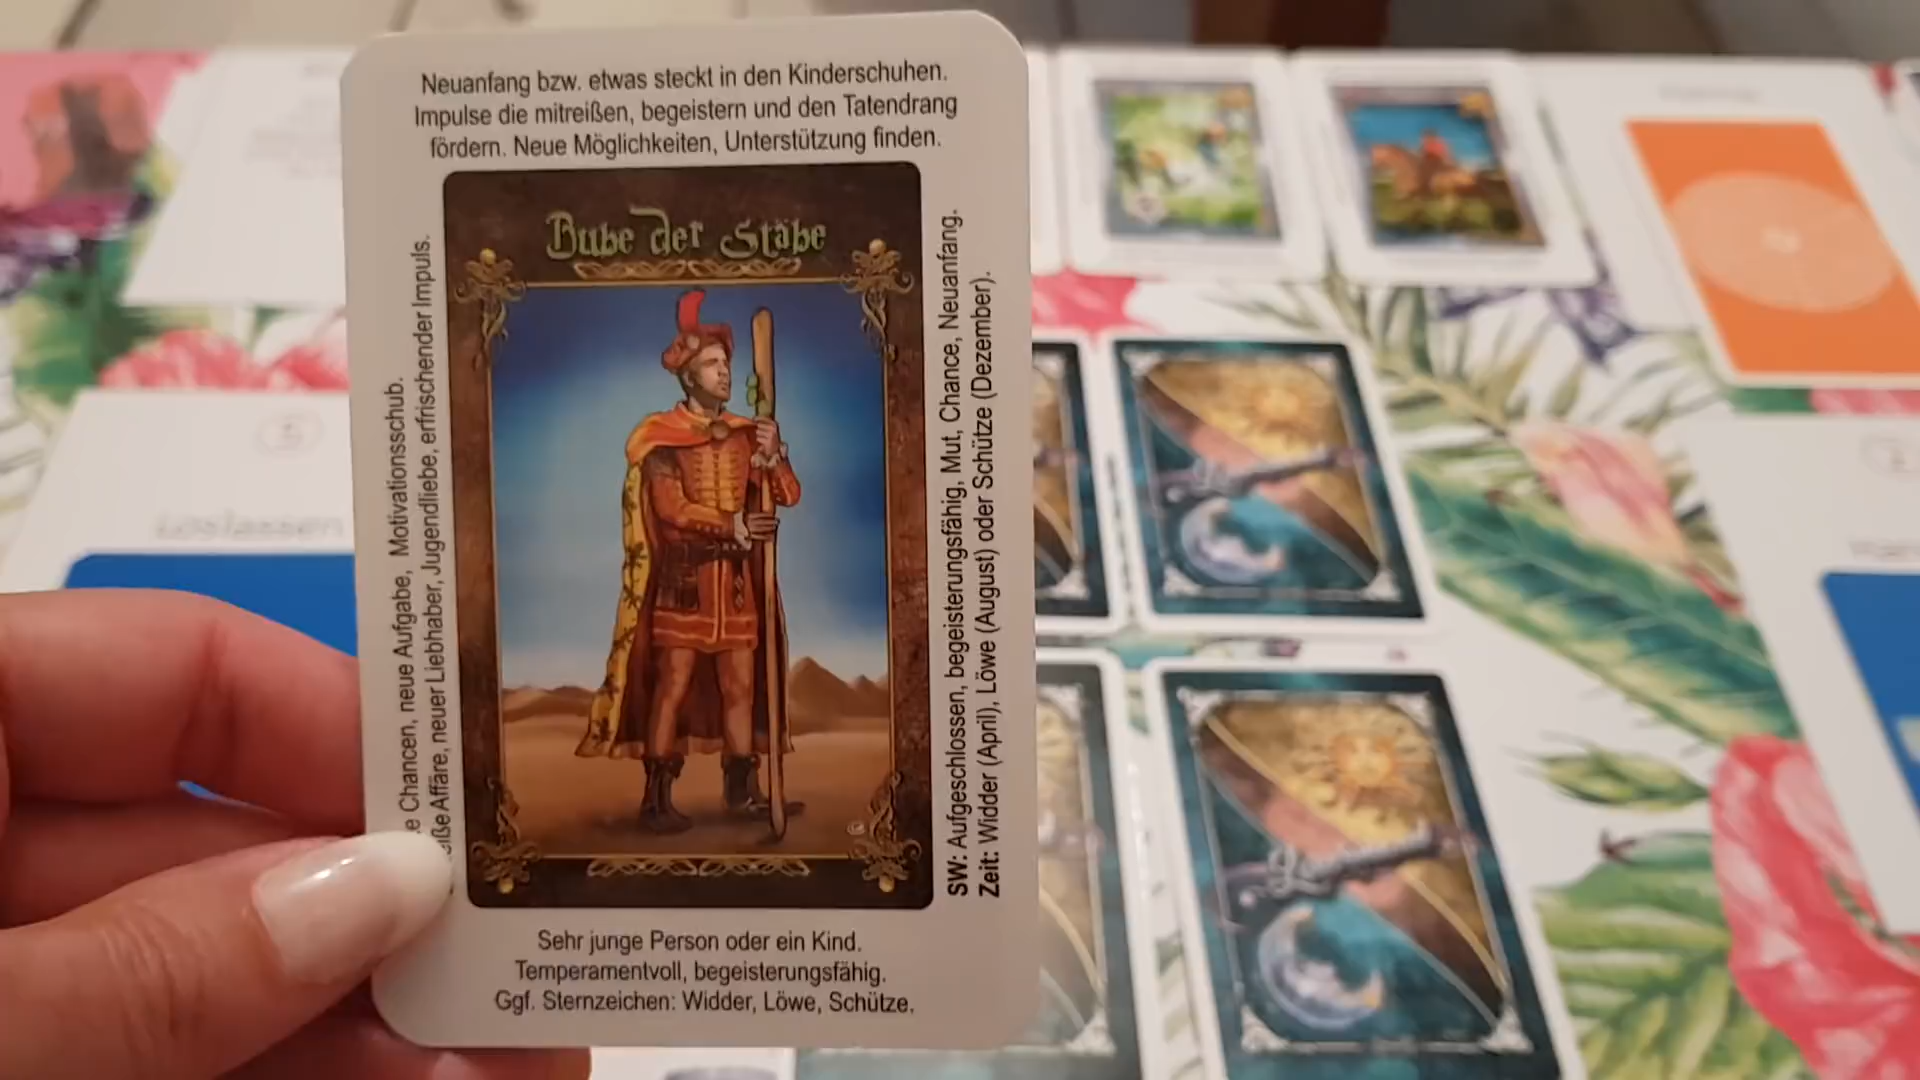 Neuanfang bzw. etwas steckt in den Kinderschuhen.
Impulse die mitreißen, begeistern und den Tatendrang
fördern. Neue Möglichkeiten, Unterstützung finden.
Bube der Stäbe
Chancen, neue Aufgabe, Motivationsschub.
Affäre, neuer Liebhaber, Jugendliebe, erfrischender Impuls.
SW: Aufgeschlossen, begeisterungsfähig, Mut, Chance, Neuanfang.
Zeit: Widder (April), Löwe (August) oder Schütze (Dezember).
Sehr junge Person oder ein Kind.
Temperamentvoll, begeisterungsfähig.
Ggf. Sternzeichen: Widder, Löwe, Schütze.
Loslassen